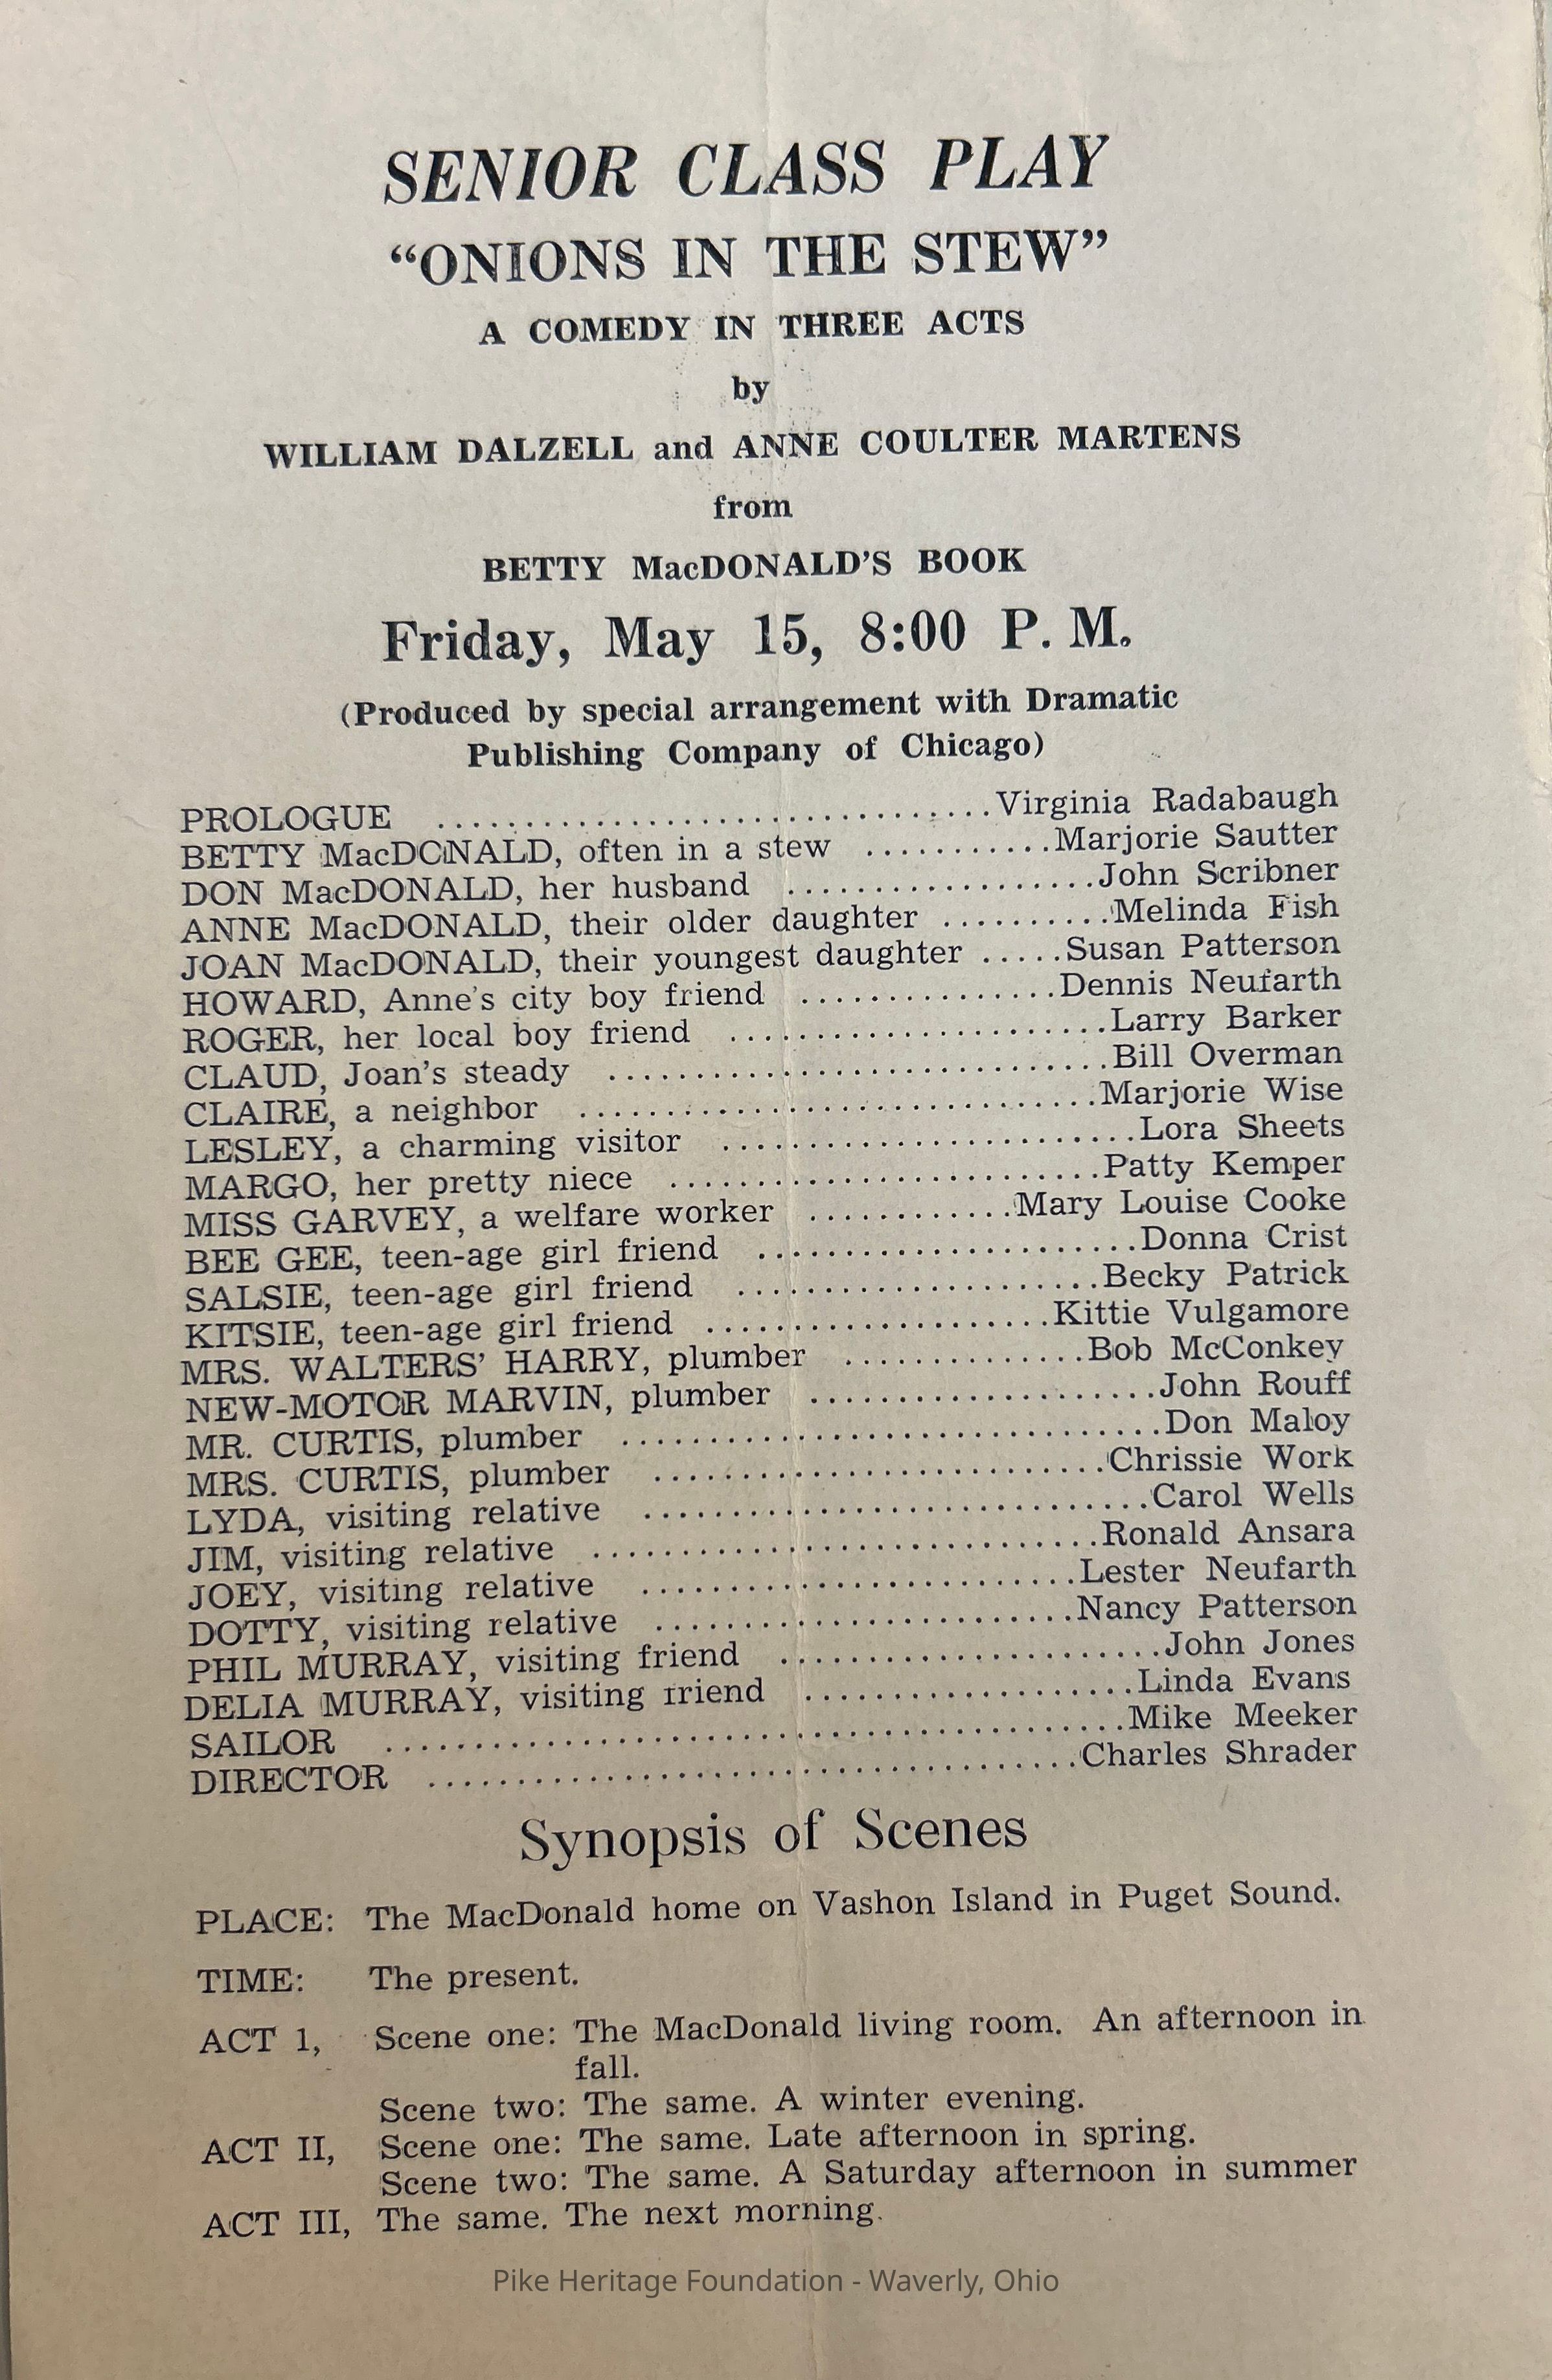 SENIOR CLASS PLAY
“ONIONS IN THE STEW”
A COMEDY IN THREE ACTS
by
WILLIAM DALZELL and ANNE COULTER MARTENS
from
BETTY MacDONALD’S BOOK
Friday, May 15, 8:00 P. M.
(Produced by special arrangement with Dramatic
Publishing Company of Chicago)
PROLOGUE ................................Virginia Radabaugh
BETTY MacDONALD, often in a stew ...........Marjorie Sautter
DON MacDONALD, her husband ..................John Scribner
ANNE MacDONALD, their older daughter ..........Melinda Fish
JOAN MacDONALD, their youngest daughter .....Susan Patterson
HOWARD, Anne's city boy friend ...............Dennis Neufarth
ROGER, her local boy friend ......................Larry Barker
CLAUD, Joan’s steady .............................Bill Overman
CLAIRE, a neighbor ..............................Marjorie Wise
LESLEY, a charming visitor ........................Lora Sheets
MARGO, her pretty niece .........................Patty Kemper
MISS GARVEY, a welfare worker ............Mary Louise Cooke
BEE GEE, teen-age girl friend ......................Donna Crist
SALSIE, teen-age girl friend .....................Becky Patrick
KITSIE, teen-age girl friend ....................Kittie Vulgamore
MRS. WALTERS’ HARRY, plumber ..............Bob McConkey
NEW-MOTOR MARVIN, plumber ....................John Rouff
MR. CURTIS, plumber ...............................Don Maloy
MRS. CURTIS, plumber ..........................Chrissie Work
LYDA, visiting relative .............................Carol Wells
JIM, visiting relative .............................Ronald Ansara
JOEY, visiting relative .........................Lester Neufarth
DOTTY, visiting relative ........................Nancy Patterson
PHIL MURRAY, visiting friend ......................John Jones
DELIA MURRAY, visiting friend ...................Linda Evans
SAILOR ...........................................Mike Meeker
DIRECTOR ......................................Charles Shrader
Synopsis of Scenes
PLACE: The MacDonald home on Vashon Island in Puget Sound.
TIME: The present.
ACT 1, Scene one: The MacDonald living room. An afternoon in
fall.
Scene two: The same. A winter evening.
ACT II, Scene one: The same. Late afternoon in spring.
Scene two: The same. A Saturday afternoon in summer
ACT III, The same. The next morning.
Pike Heritage Foundation - Waverly, Ohio